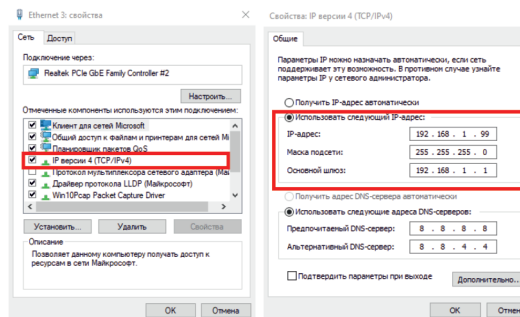 Ethernet 3: свойства
Сеть Доступ
Подключение через:
Realtek PCIe GbE Family Controller #2
Настроить...
Отмеченные компоненты используются этим подключением:
Клиент для сетей Microsoft
Общий доступ к файлам и принтерам для сетей Mi
Планировщик пакетов QoS
IP версии 4 (TCP/IPv4)
Протокол мультиплексора сетевого адаптера (Ma
Драйвер протокола LLDP (Майкрософт)
Win10Pcap Packet Capture Driver
Установить... Удалить Свойства
Описание
Позволяет данному компьютеру получать доступ к
ресурсам в сети Майкрософт.
OK Отмена
Свойства: IP версии 4 (TCP/IPv4)
Общие
Параметры IP можно назначать автоматически, если сеть
поддерживает эту возможность. В противном случае узнайте
параметры IP у сетевого администратора.
Получить IP-адрес автоматически
Использовать следующий IP-адрес:
IP-адрес: 192 . 168 . 1 . 99
Маска подсети: 255 . 255 . 255 . 0
Основной шлюз: 192 . 168 . 1 . 1
Получить адрес DNS-сервера автоматически
Использовать следующие адреса DNS-серверов:
Предпочитаемый DNS-сервер: 8 . 8 . 8 . 8
Альтернативный DNS-сервер: 8 . 8 . 4 . 4
Подтвердить параметры при выходе
Дополнительно...
OK Отмен